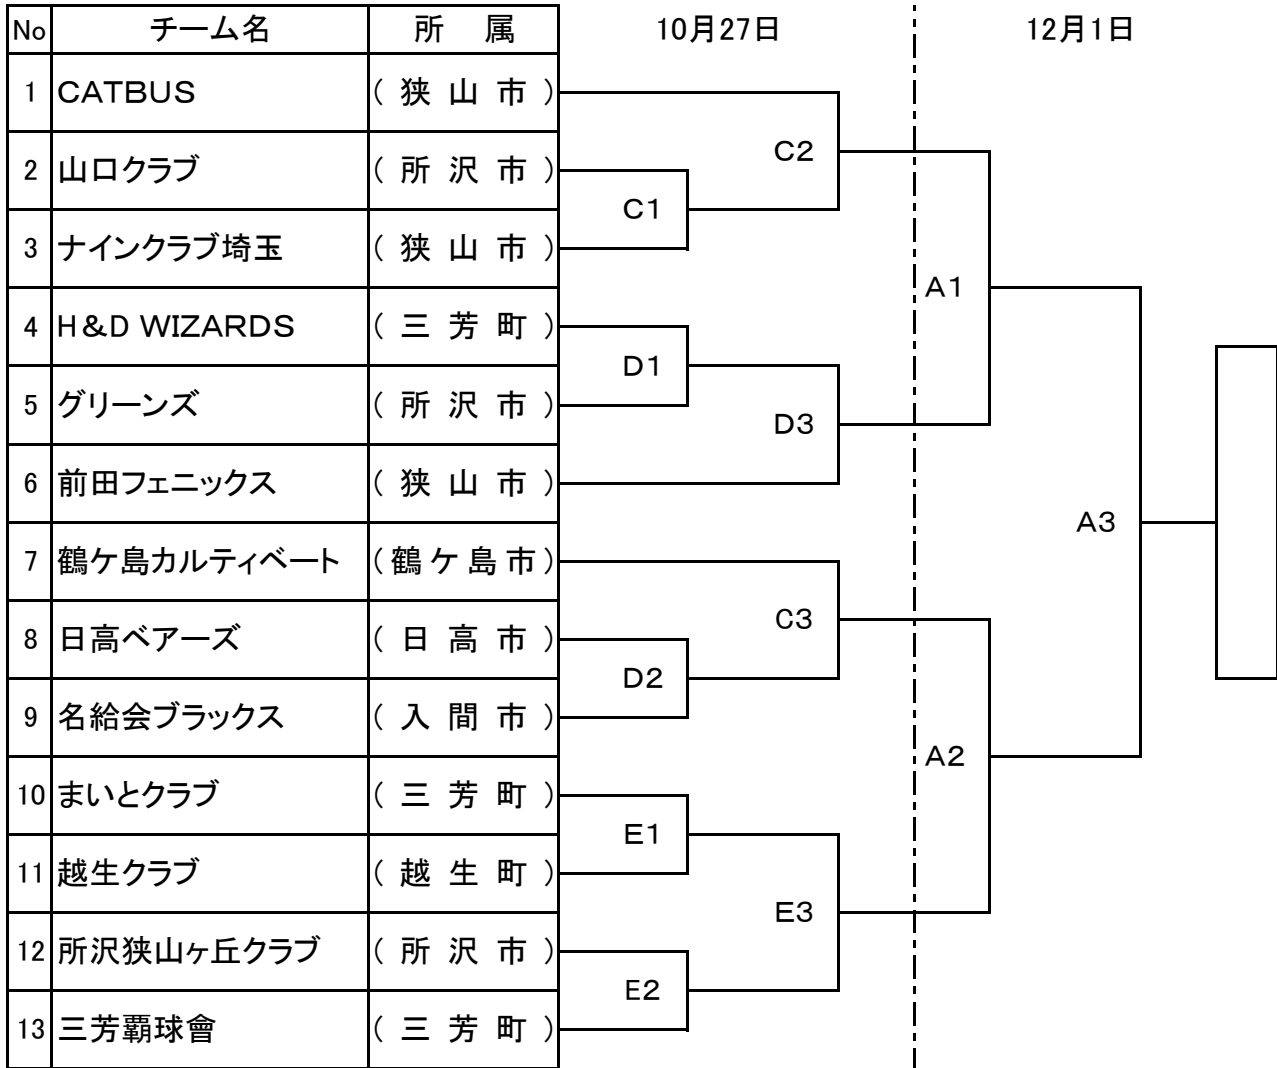 No チーム名 所 属 10月27日 12月1日
1 CATBUS ( 狭 山 市 )
C2
2 山口クラブ ( 所 沢 市 )
C1
3 ナインクラブ埼玉 ( 狭 山 市 )
A1
4 H&D WIZARDS ( 三 芳 町 )
D1
5 グリーンズ ( 所 沢 市 )
D3
6 前田フェニックス ( 狭 山 市 )
A3
7 鶴ケ島カルティベート ( 鶴 ケ 島 市 )
C3
8 日高ベアーズ ( 日 高 市 )
D2
9 名給会ブラックス ( 入 間 市 )
A2
10 まいとクラブ ( 三 芳 町 )
E1
11 越生クラブ ( 越 生 町 )
E3
12 所沢狭山ヶ丘クラブ ( 所 沢 市 )
E2
13 三芳覇球會 ( 三 芳 町 )